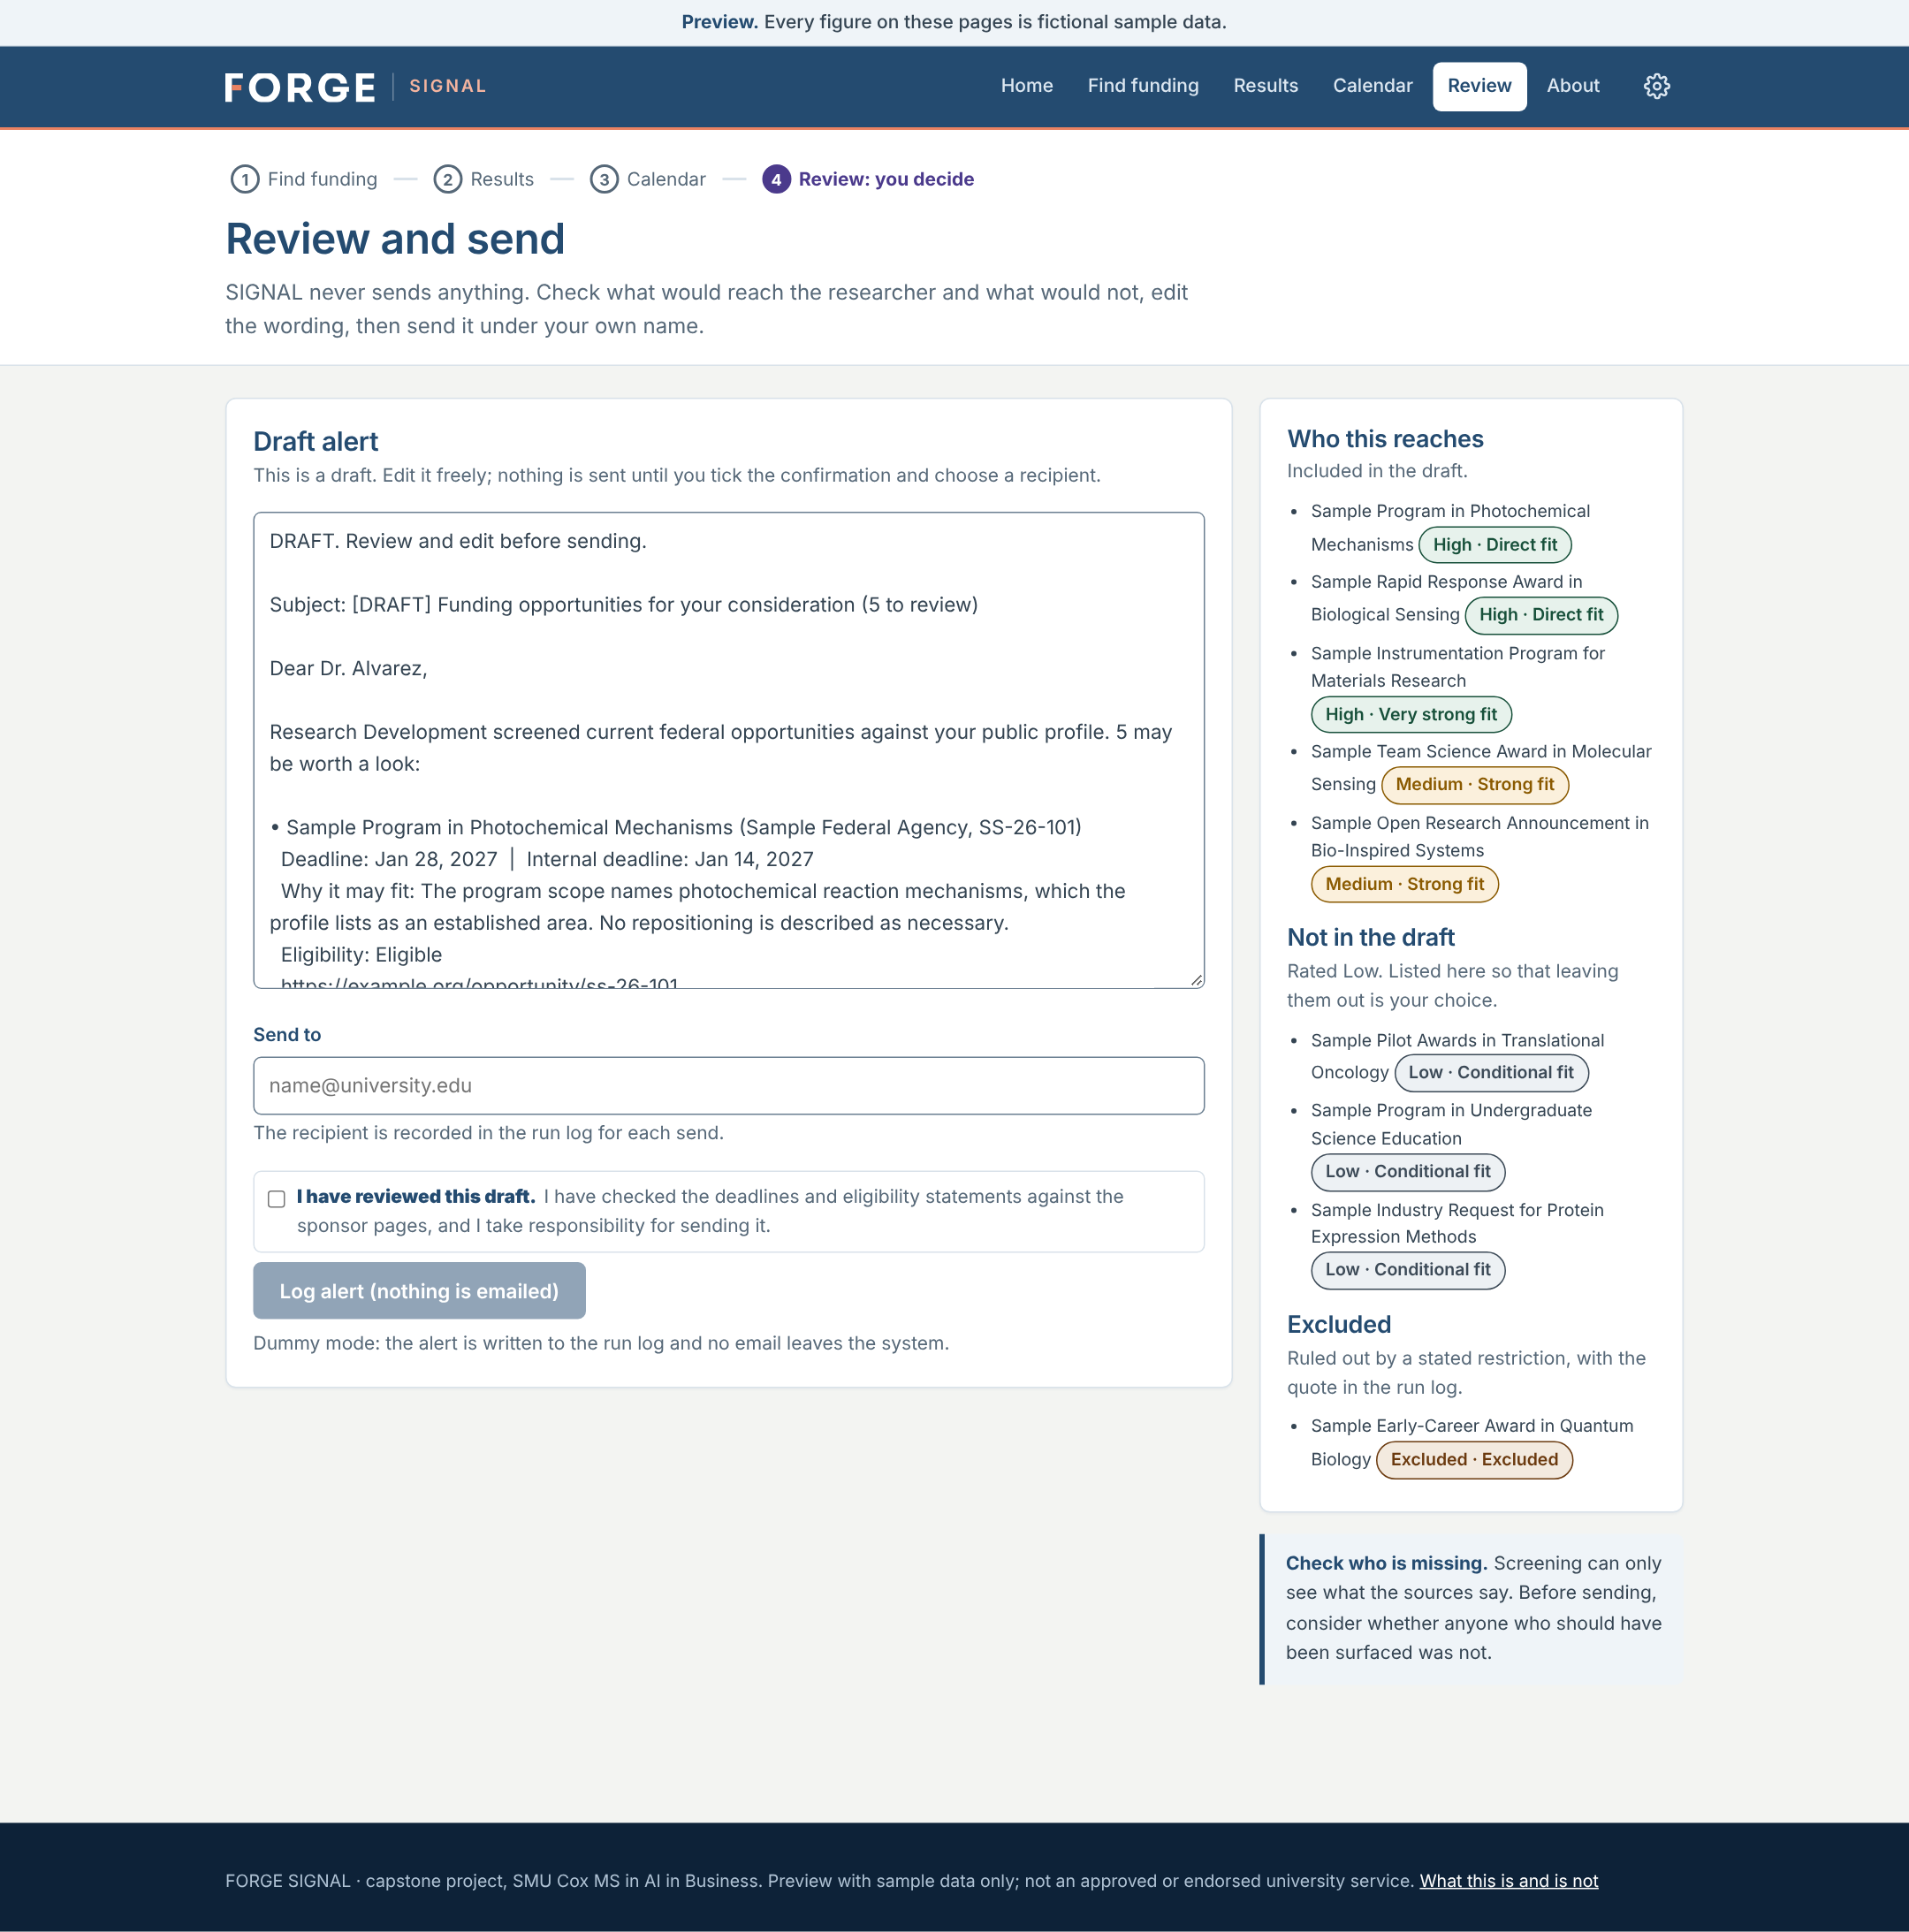 Preview. Every figure on these pages is fictional sample data.
FORGE SIGNAL
Home Find funding Results Calendar Review About
1 Find funding 2 Results 3 Calendar 4 Review: you decide
Review and send
SIGNAL never sends anything. Check what would reach the researcher and what would not, edit
the wording, then send it under your own name.
Draft alert
This is a draft. Edit it freely; nothing is sent until you tick the confirmation and choose a recipient.
DRAFT. Review and edit before sending.
Subject: [DRAFT] Funding opportunities for your consideration (5 to review)
Dear Dr. Alvarez,
Research Development screened current federal opportunities against your public profile. 5 may
be worth a look:
• Sample Program in Photochemical Mechanisms (Sample Federal Agency, SS-26-101)
Deadline: Jan 28, 2027 | Internal deadline: Jan 14, 2027
Why it may fit: The program scope names photochemical reaction mechanisms, which the
profile lists as an established area. No repositioning is described as necessary.
Eligibility: Eligible
https://example.org/opportunity/ss-26-101
Send to
name@university.edu
The recipient is recorded in the run log for each send.
I have reviewed this draft. I have checked the deadlines and eligibility statements against the
sponsor pages, and I take responsibility for sending it.
Log alert (nothing is emailed)
Dummy mode: the alert is written to the run log and no email leaves the system.
Who this reaches
Included in the draft.
• Sample Program in Photochemical
Mechanisms High · Direct fit
• Sample Rapid Response Award in
Biological Sensing High · Direct fit
• Sample Instrumentation Program for
Materials Research
High · Very strong fit
• Sample Team Science Award in Molecular
Sensing Medium · Strong fit
• Sample Open Research Announcement in
Bio-Inspired Systems
Medium · Strong fit
Not in the draft
Rated Low. Listed here so that leaving
them out is your choice.
• Sample Pilot Awards in Translational
Oncology Low · Conditional fit
• Sample Program in Undergraduate
Science Education
Low · Conditional fit
• Sample Industry Request for Protein
Expression Methods
Low · Conditional fit
Excluded
Ruled out by a stated restriction, with the
quote in the run log.
• Sample Early-Career Award in Quantum
Biology Excluded · Excluded
Check who is missing. Screening can only
see what the sources say. Before sending,
consider whether anyone who should have
been surfaced was not.
FORGE SIGNAL · capstone project, SMU Cox MS in AI in Business. Preview with sample data only; not an approved or endorsed university service. What this is and is not